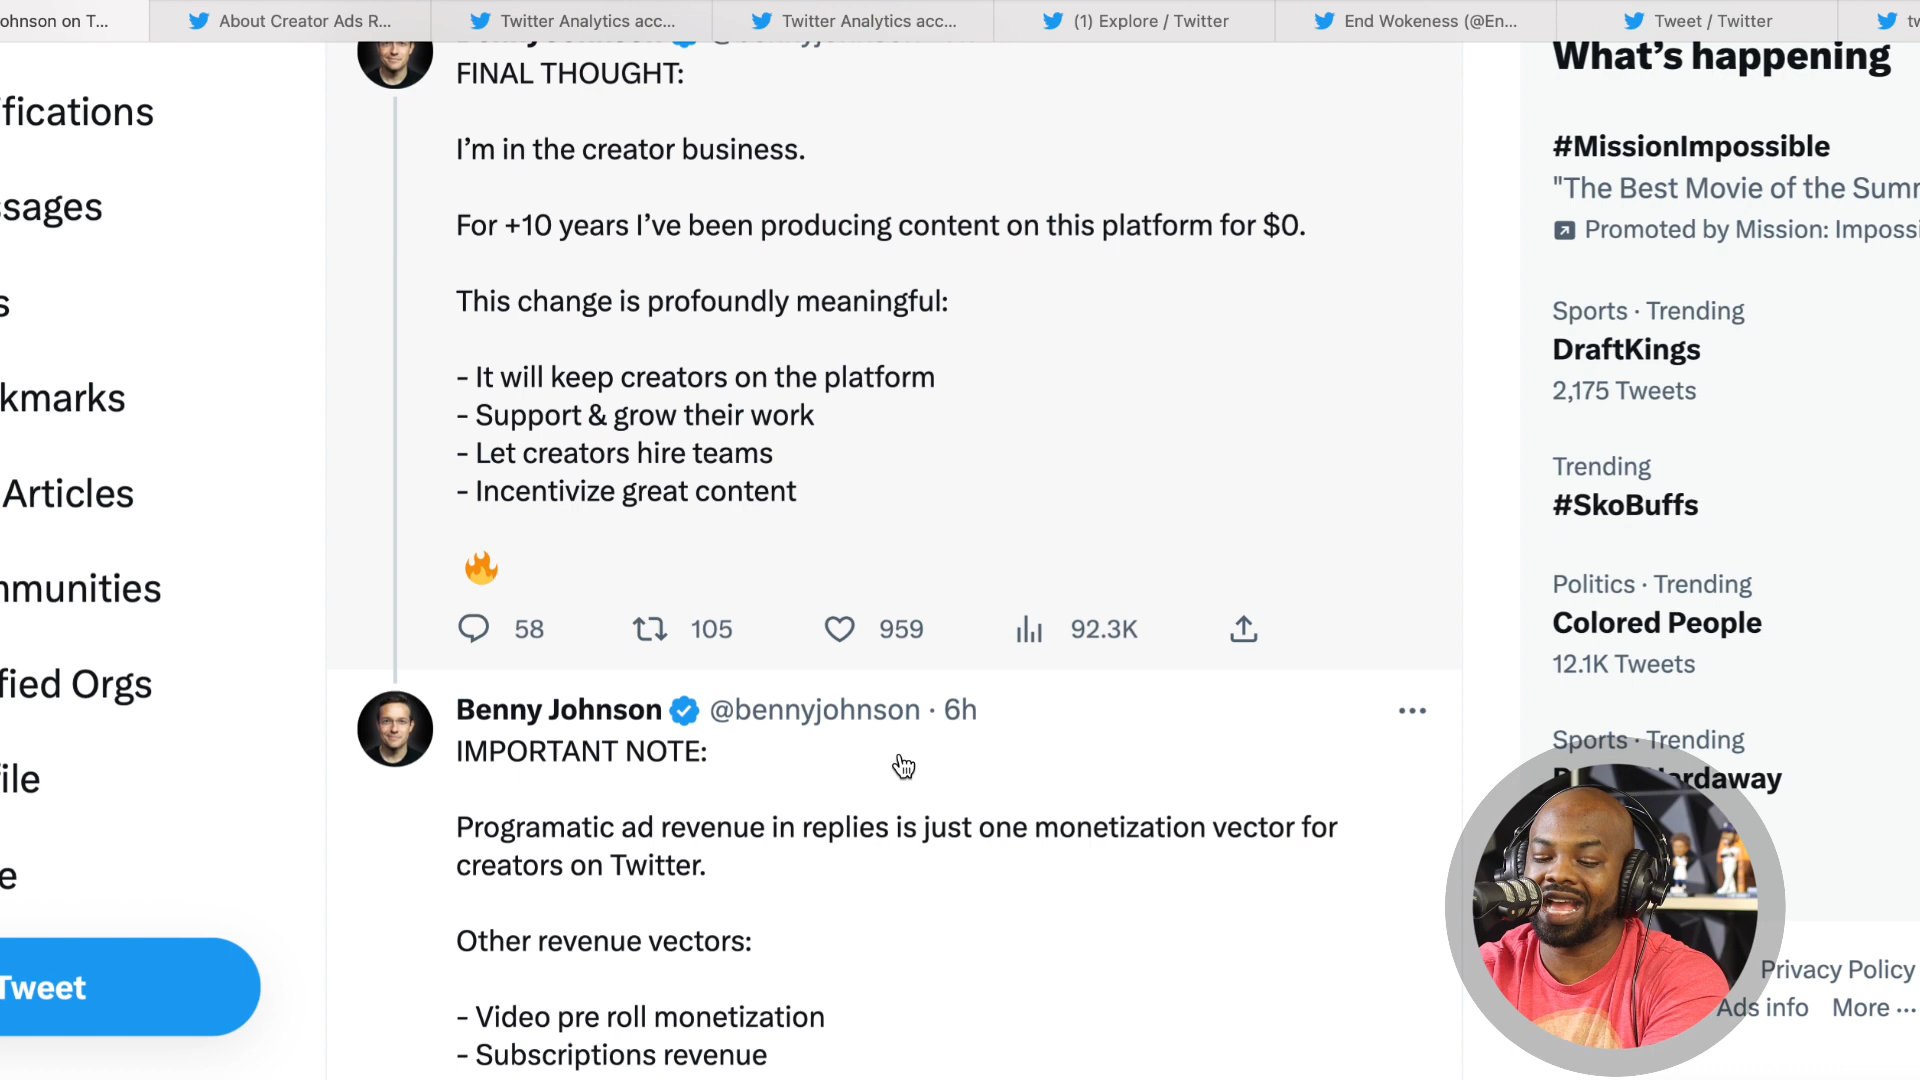 ohnson on T...
About Creator Ads R...
Twitter Analytics acc...
Twitter Analytics acc...
(1) Explore / Twitter
End Wokeness (@En...
Tweet / Twitter
tw
fications
ssages
s
kmarks
Articles
mmunities
fied Orgs
file
e
Tweet
FINAL THOUGHT:
I’m in the creator business.
For +10 years I’ve been producing content on this platform for $0.
This change is profoundly meaningful:
- It will keep creators on the platform
- Support & grow their work
- Let creators hire teams
- Incentivize great content
🔥
58 105 959 92.3K
Benny Johnson @bennyjohnson · 6h
IMPORTANT NOTE:
Programatic ad revenue in replies is just one monetization vector for
creators on Twitter.
Other revenue vectors:
- Video pre roll monetization
- Subscriptions revenue
What’s happening
#MissionImpossible
"The Best Movie of the Sum
Promoted by Mission: Impossi
Sports · Trending
DraftKings
2,175 Tweets
Trending
#SkoBuffs
Politics · Trending
Colored People
12.1K Tweets
Sports · Trending
Privacy Policy
Ads info More ···